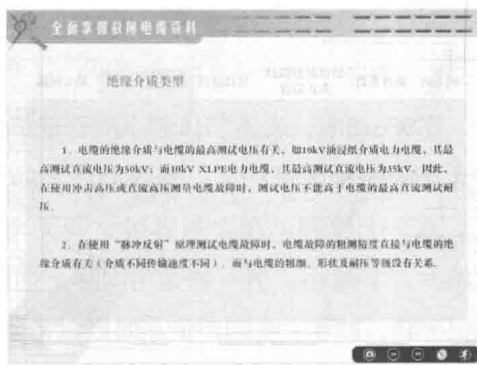 全面掌握故障电缆资料
绝缘介质类型
1. 电缆的绝缘介质与电缆的最高测试电压有关，如10kV油浸纸介质电力电缆，其最
高测试直流电压为50kV；而10kV XLPE电力电缆，其最高测试直流电压为35kV。因此，
在使用冲击高压或直流高压测量电缆故障时，测试电压不能高于电缆的最高直流测试耐
压。
2. 在使用“脉冲反射”原理测试电缆故障时，电缆故障的粗测精度直接与电缆的绝
缘介质有关（介质不同传输速度不同），而与电缆的粗细、形状及耐压等级没有关系。